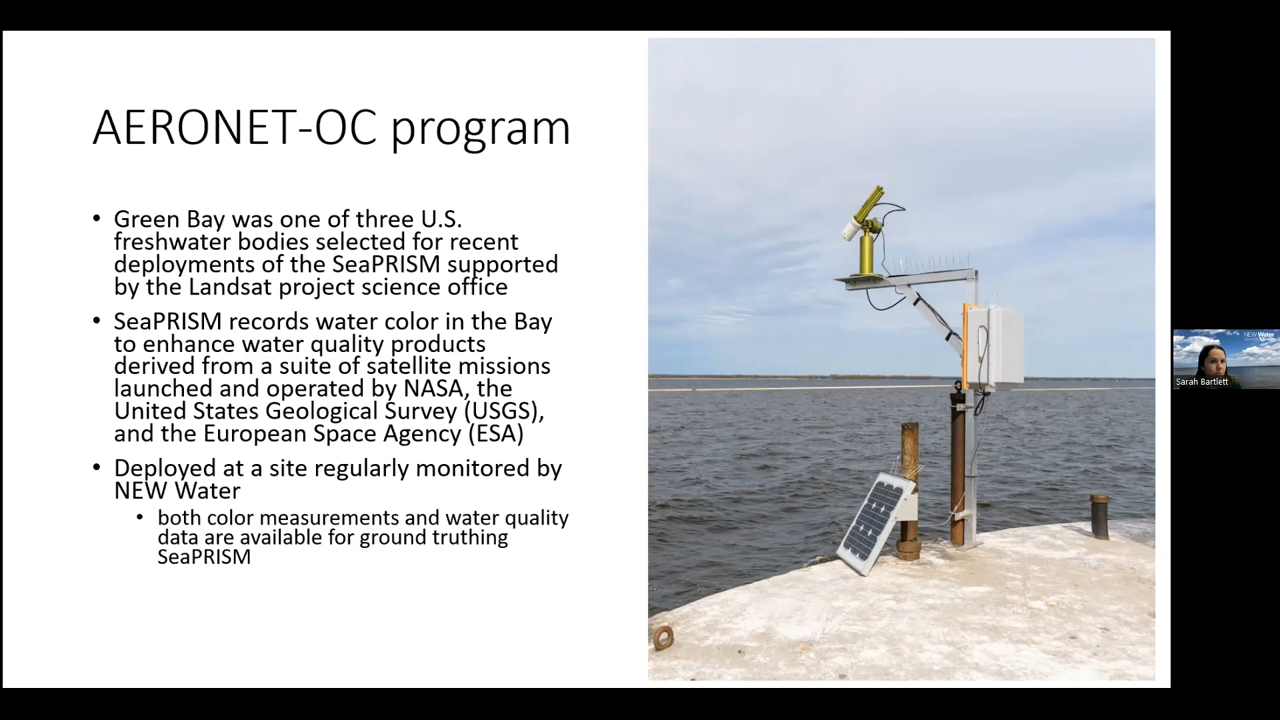 AERONET-OC program
• Green Bay was one of three U.S.
freshwater bodies selected for recent
deployments of the SeaPRISM supported
by the Landsat project science office
• SeaPRISM records water color in the Bay
to enhance water quality products
derived from a suite of satellite missions
launched and operated by NASA, the
United States Geological Survey (USGS),
and the European Space Agency (ESA)
• Deployed at a site regularly monitored by
NEW Water
• both color measurements and water quality
data are available for ground truthing
SeaPRISM
NEW Water
Sarah Bartlett